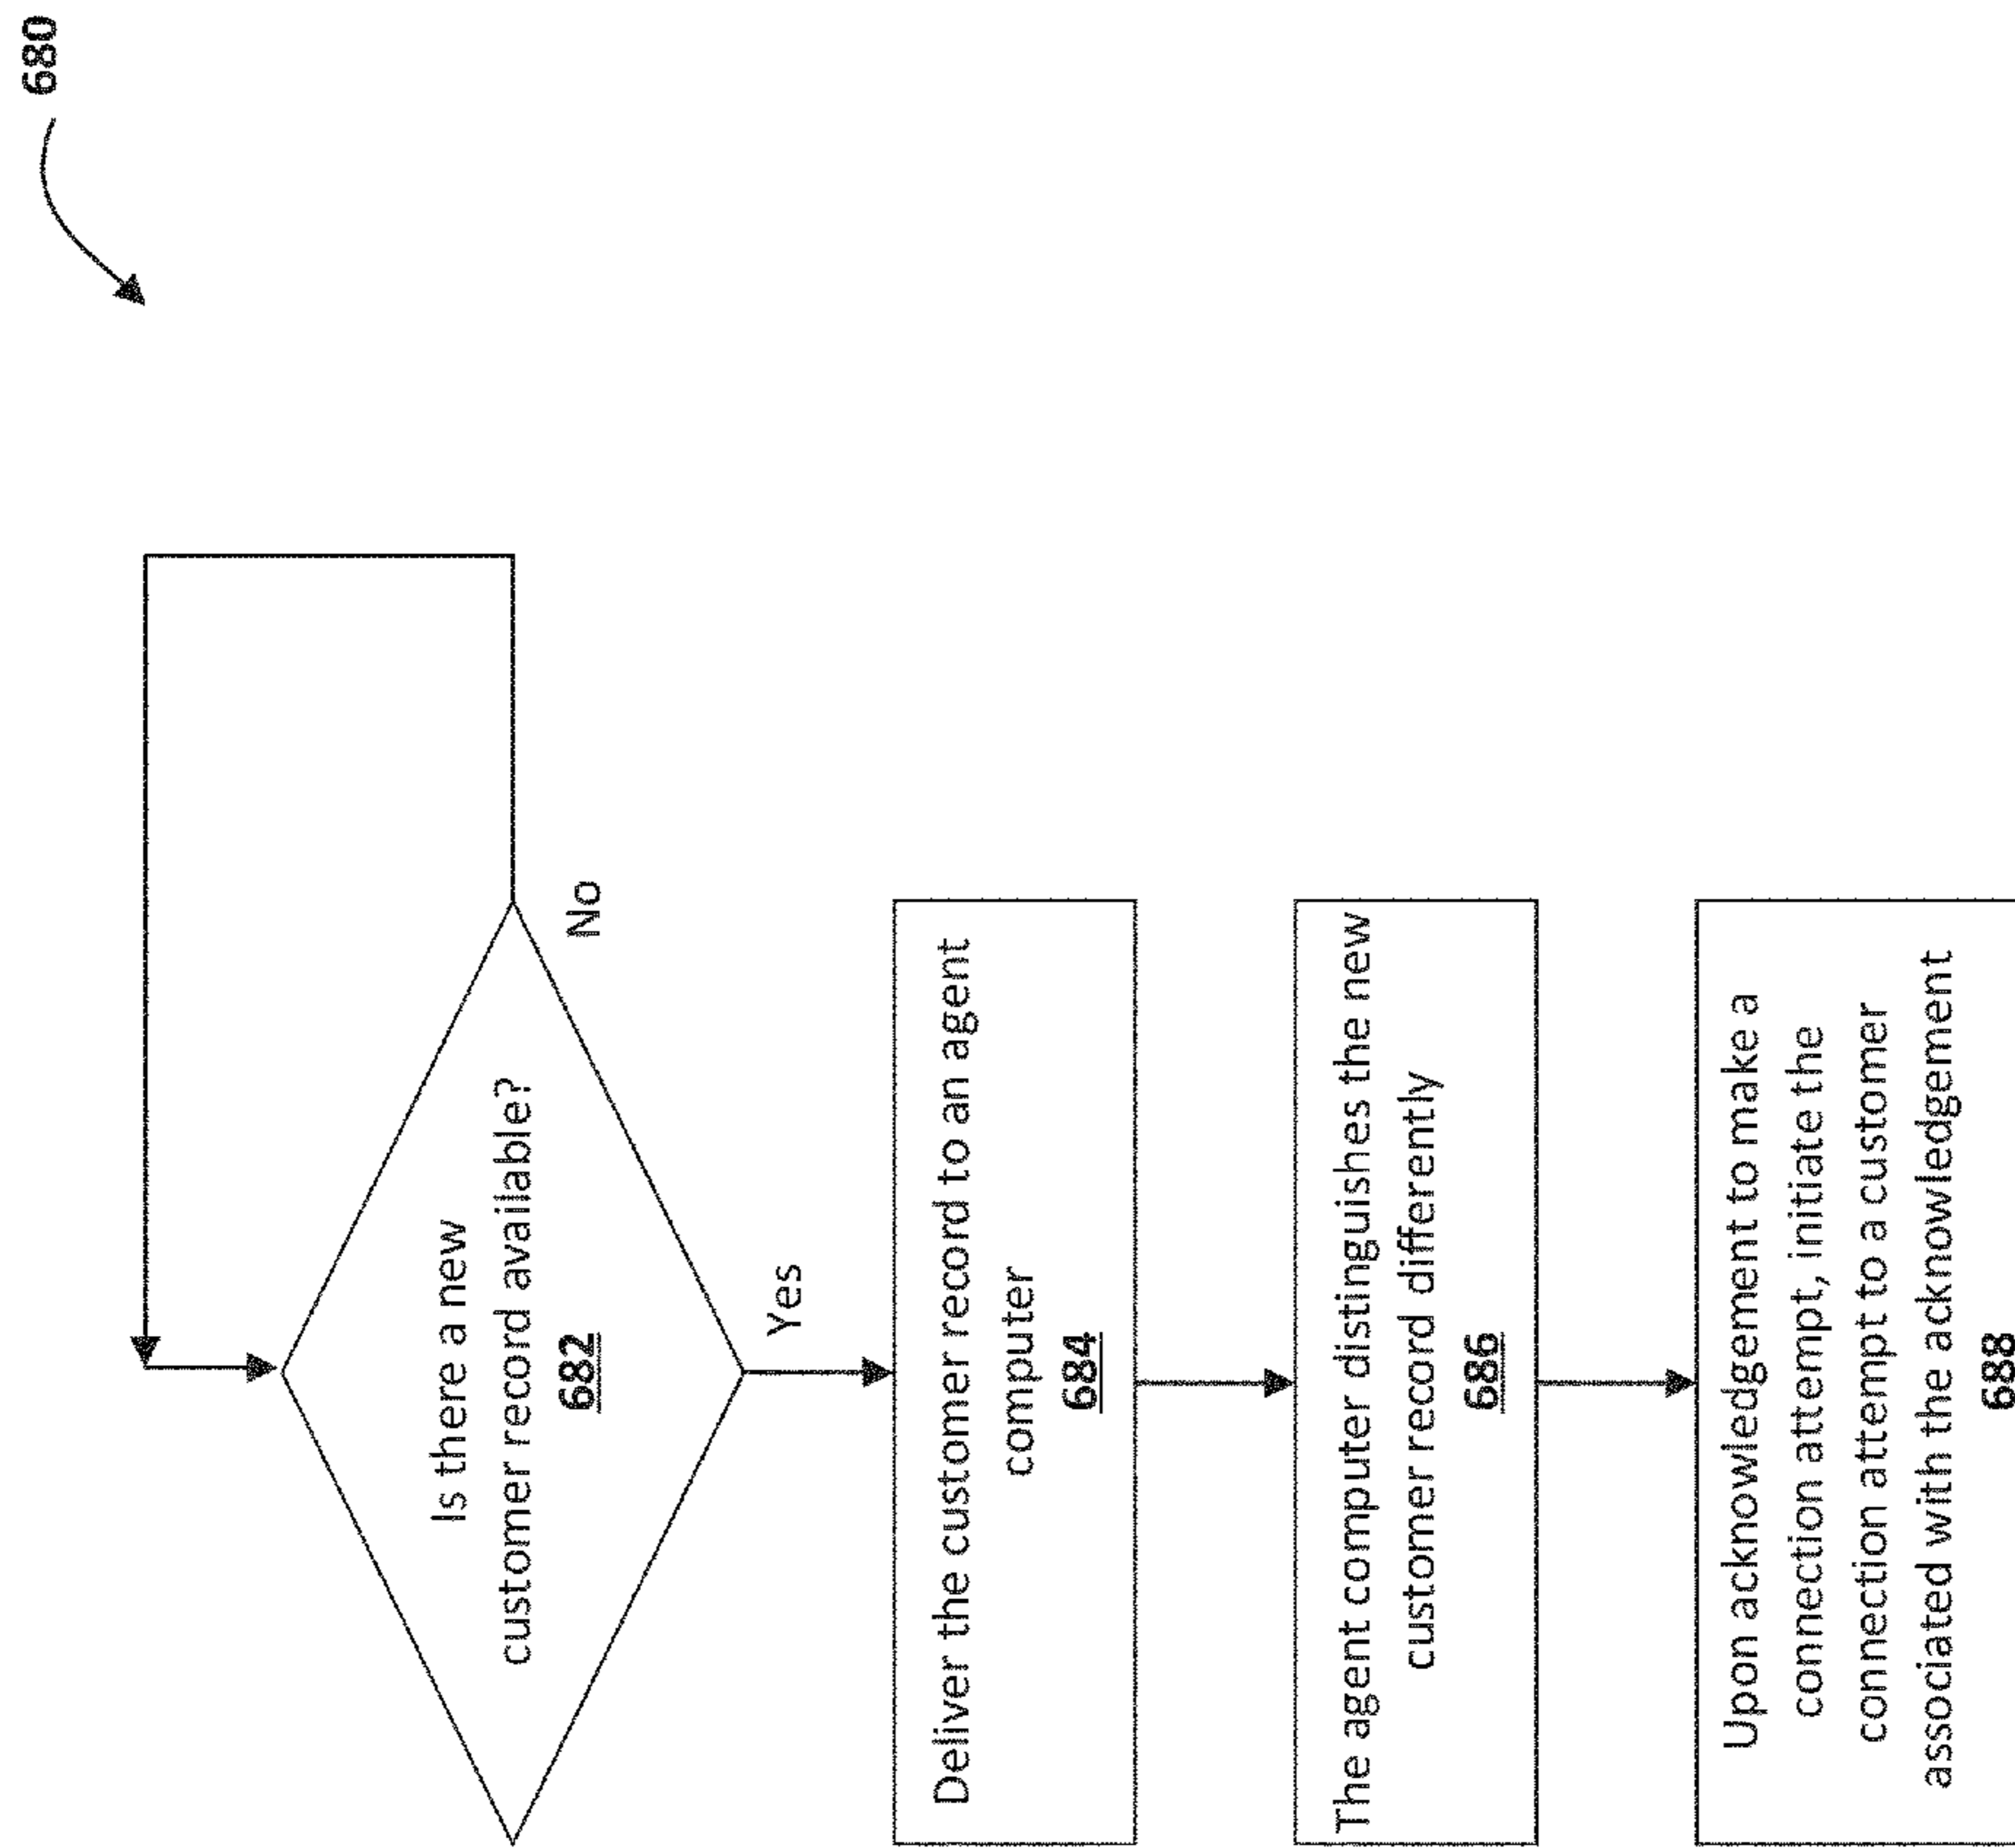 680
Is there a new
customer record available?
682
No
Yes
Deliver the customer record to an agent
computer
684
The agent computer distinguishes the new
customer record differently
686
Upon acknowledgement to make a
connection attempt, initiate the
connection attempt to a customer
associated with the acknowledgement
688